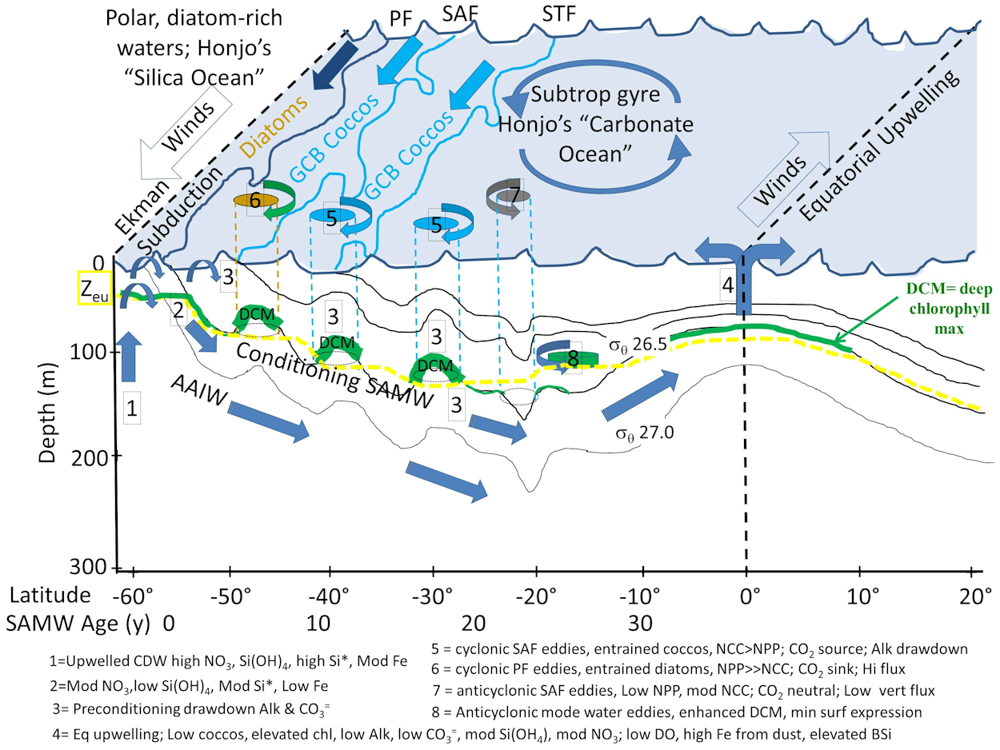 Polar, diatom-rich
waters; Honjo's
"Silica Ocean"
PF
SAF
STF
Winds
Diatoms
GCB Coccos
GCB Coccos
Subtrop gyre
Honjo's "Carbonate
Ocean"
Winds
Equatorial Upwelling
Ekman
Subduction
6
5
5
7
0
Zeu
3
2
4
DCM= deep
chlorophyll
max
DCM
3
DCM
3
DCM
8
σθ 26.5
100
Conditioning SAMW
AAIW
1
3
σθ 27.0
Depth (m)
200
300
Latitude -60° -50° -40° -30° -20° -10° 0° 10° 20°
SAMW Age (y) 0 10 20 30
1=Upwelled CDW high NO3, Si(OH)4, high Si*, Mod Fe
2=Mod NO3,low Si(OH)4, Mod Si*, Low Fe
3= Preconditioning drawdown Alk & CO3=
4= Eq upwelling; Low coccos, elevated chl, low Alk, low CO3=, mod Si(OH4), mod NO3; low DO, high Fe from dust, elevated BSi
5 = cyclonic SAF eddies, entrained coccos, NCC>NPP; CO2 source; Alk drawdown
6 = cyclonic PF eddies, entrained diatoms, NPP>>NCC; CO2 sink; Hi flux
7 = anticyclonic SAF eddies, Low NPP, mod NCC; CO2 neutral; Low vert flux
8 = Anticyclonic mode water eddies, enhanced DCM, min surf expression